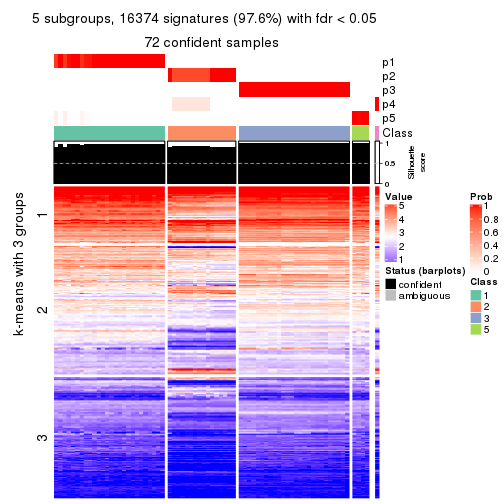 5 subgroups, 16374 signatures (97.6%) with fdr < 0.05
72 confident samples
p1
p2
p3
p4
p5
Class
1
0.5
0
Silhouette
score
k-means with 3 groups
1
2
3
Value
5
4
3
2
1
Status (barplots)
confident
ambiguous
Prob
1
0.8
0.6
0.4
0.2
0
Class
1
2
3
5